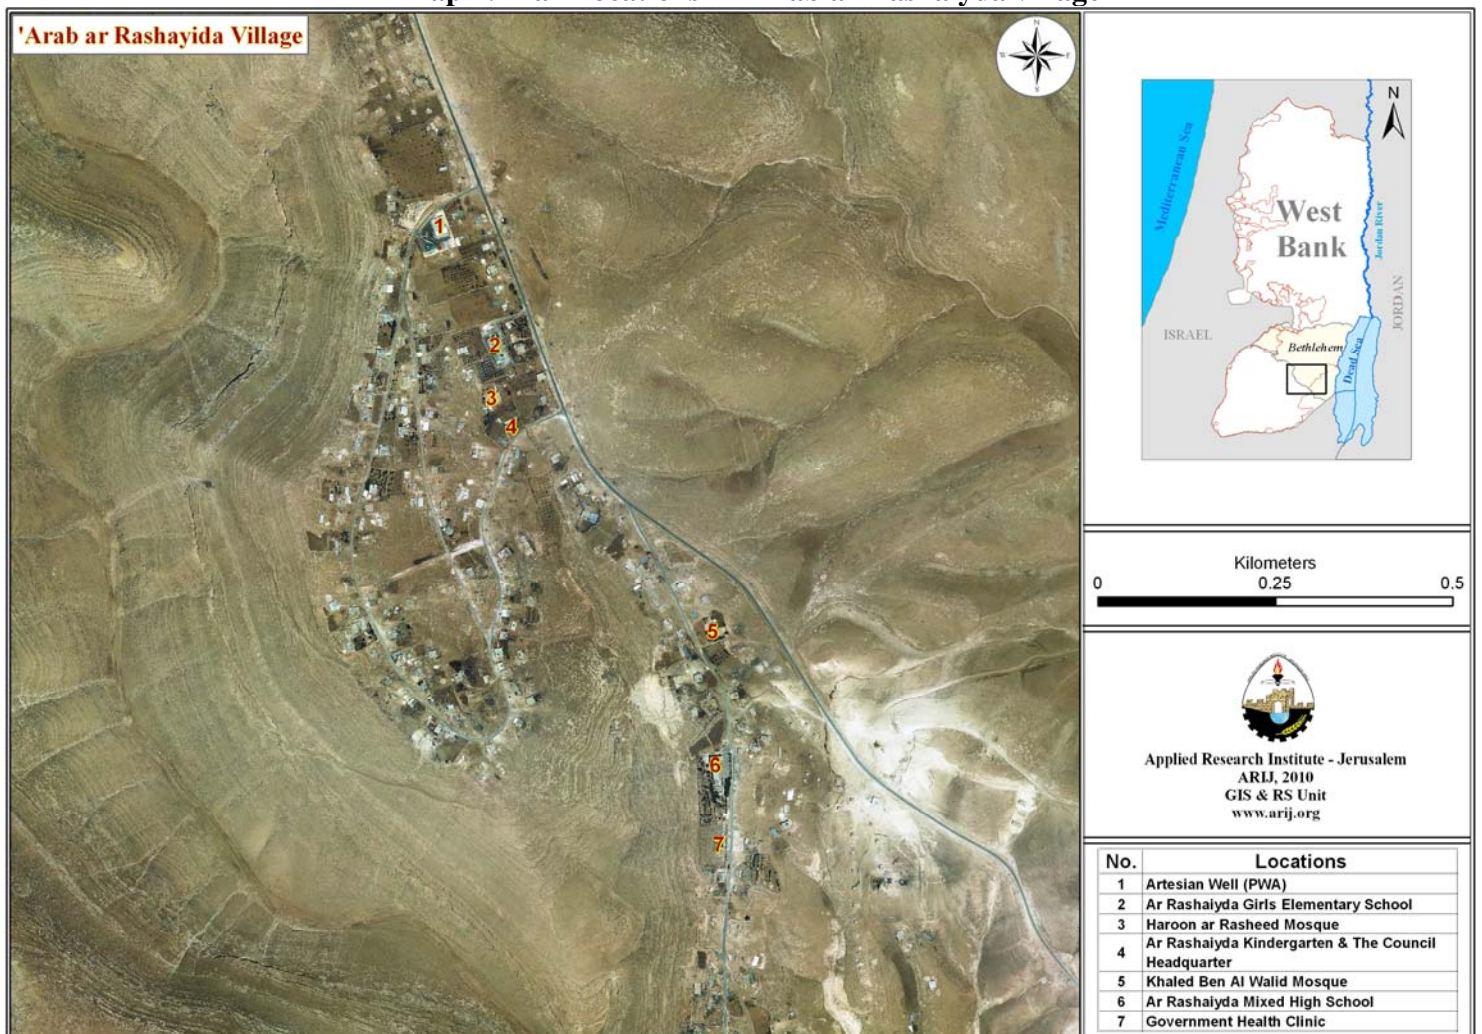 'Arab ar Rashayida Village
N
W
E
S
1
2
3
4
5
6
7
N
Mediterranean Sea
West
Bank
Jordan River
JORDAN
ISRAEL
Bethlehem
Dead Sea
Kilometers
0 0.25 0.5
Applied Research Institute - Jerusalem
ARIJ, 2010
GIS & RS Unit
www.arij.org
No. Locations
1 Artesian Well (PWA)
2 Ar Rashaiyda Girls Elementary School
3 Haroon ar Rasheed Mosque
4 Ar Rashaiyda Kindergarten & The Council
Headquarter
5 Khaled Ben Al Walid Mosque
6 Ar Rashaiyda Mixed High School
7 Government Health Clinic